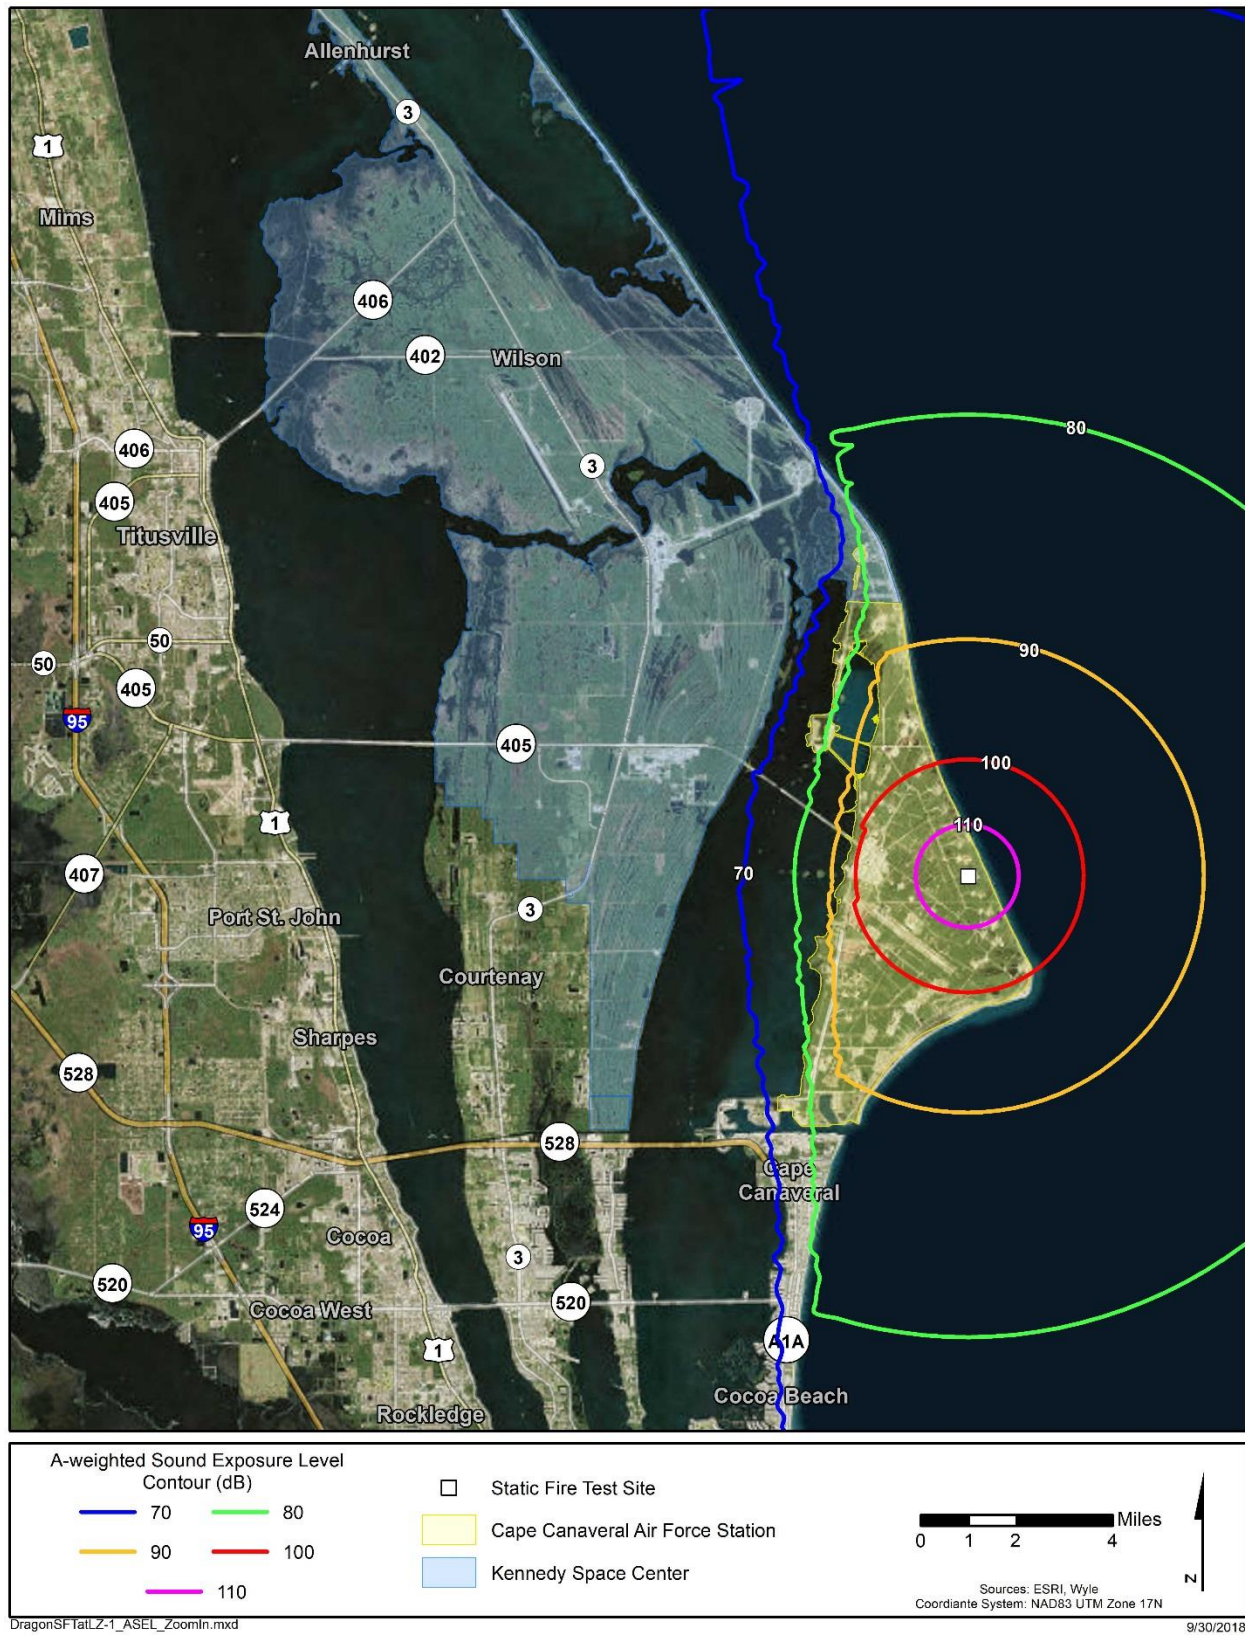 Allenhurst
3
1
Mims
406
402
Wilson
80
406
3
405
Titusville
50
90
50
405
95
405
100
1
110
407
70
3
Port St. John
Courtenay
Sharpes
528
528
Cape
Canaveral
524
95
Cocoa
3
520
520
Cocoa West
A1A
1
Cocoa Beach
Rockledge
A-weighted Sound Exposure Level
Contour (dB)
70
80
90
100
110
Static Fire Test Site
Cape Canaveral Air Force Station
Kennedy Space Center
Miles
0 1 2 4
N
Sources: ESRI, Wyle
Coordiante System: NAD83 UTM Zone 17N
DragonSFTatLZ-1_ASEL_ZoomIn.mxd
9/30/2018